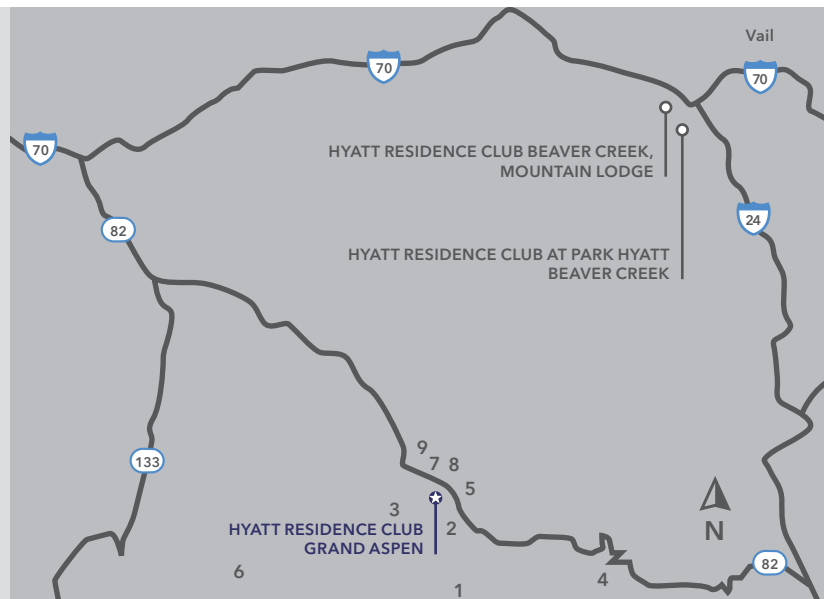 Vail
70
70
70
HYATT RESIDENCE CLUB BEAVER CREEK,
MOUNTAIN LODGE
82
24
HYATT RESIDENCE CLUB AT PARK HYATT
BEAVER CREEK
9
7 8
133
5
3
HYATT RESIDENCE CLUB
GRAND ASPEN
2
N
6
1
4
82